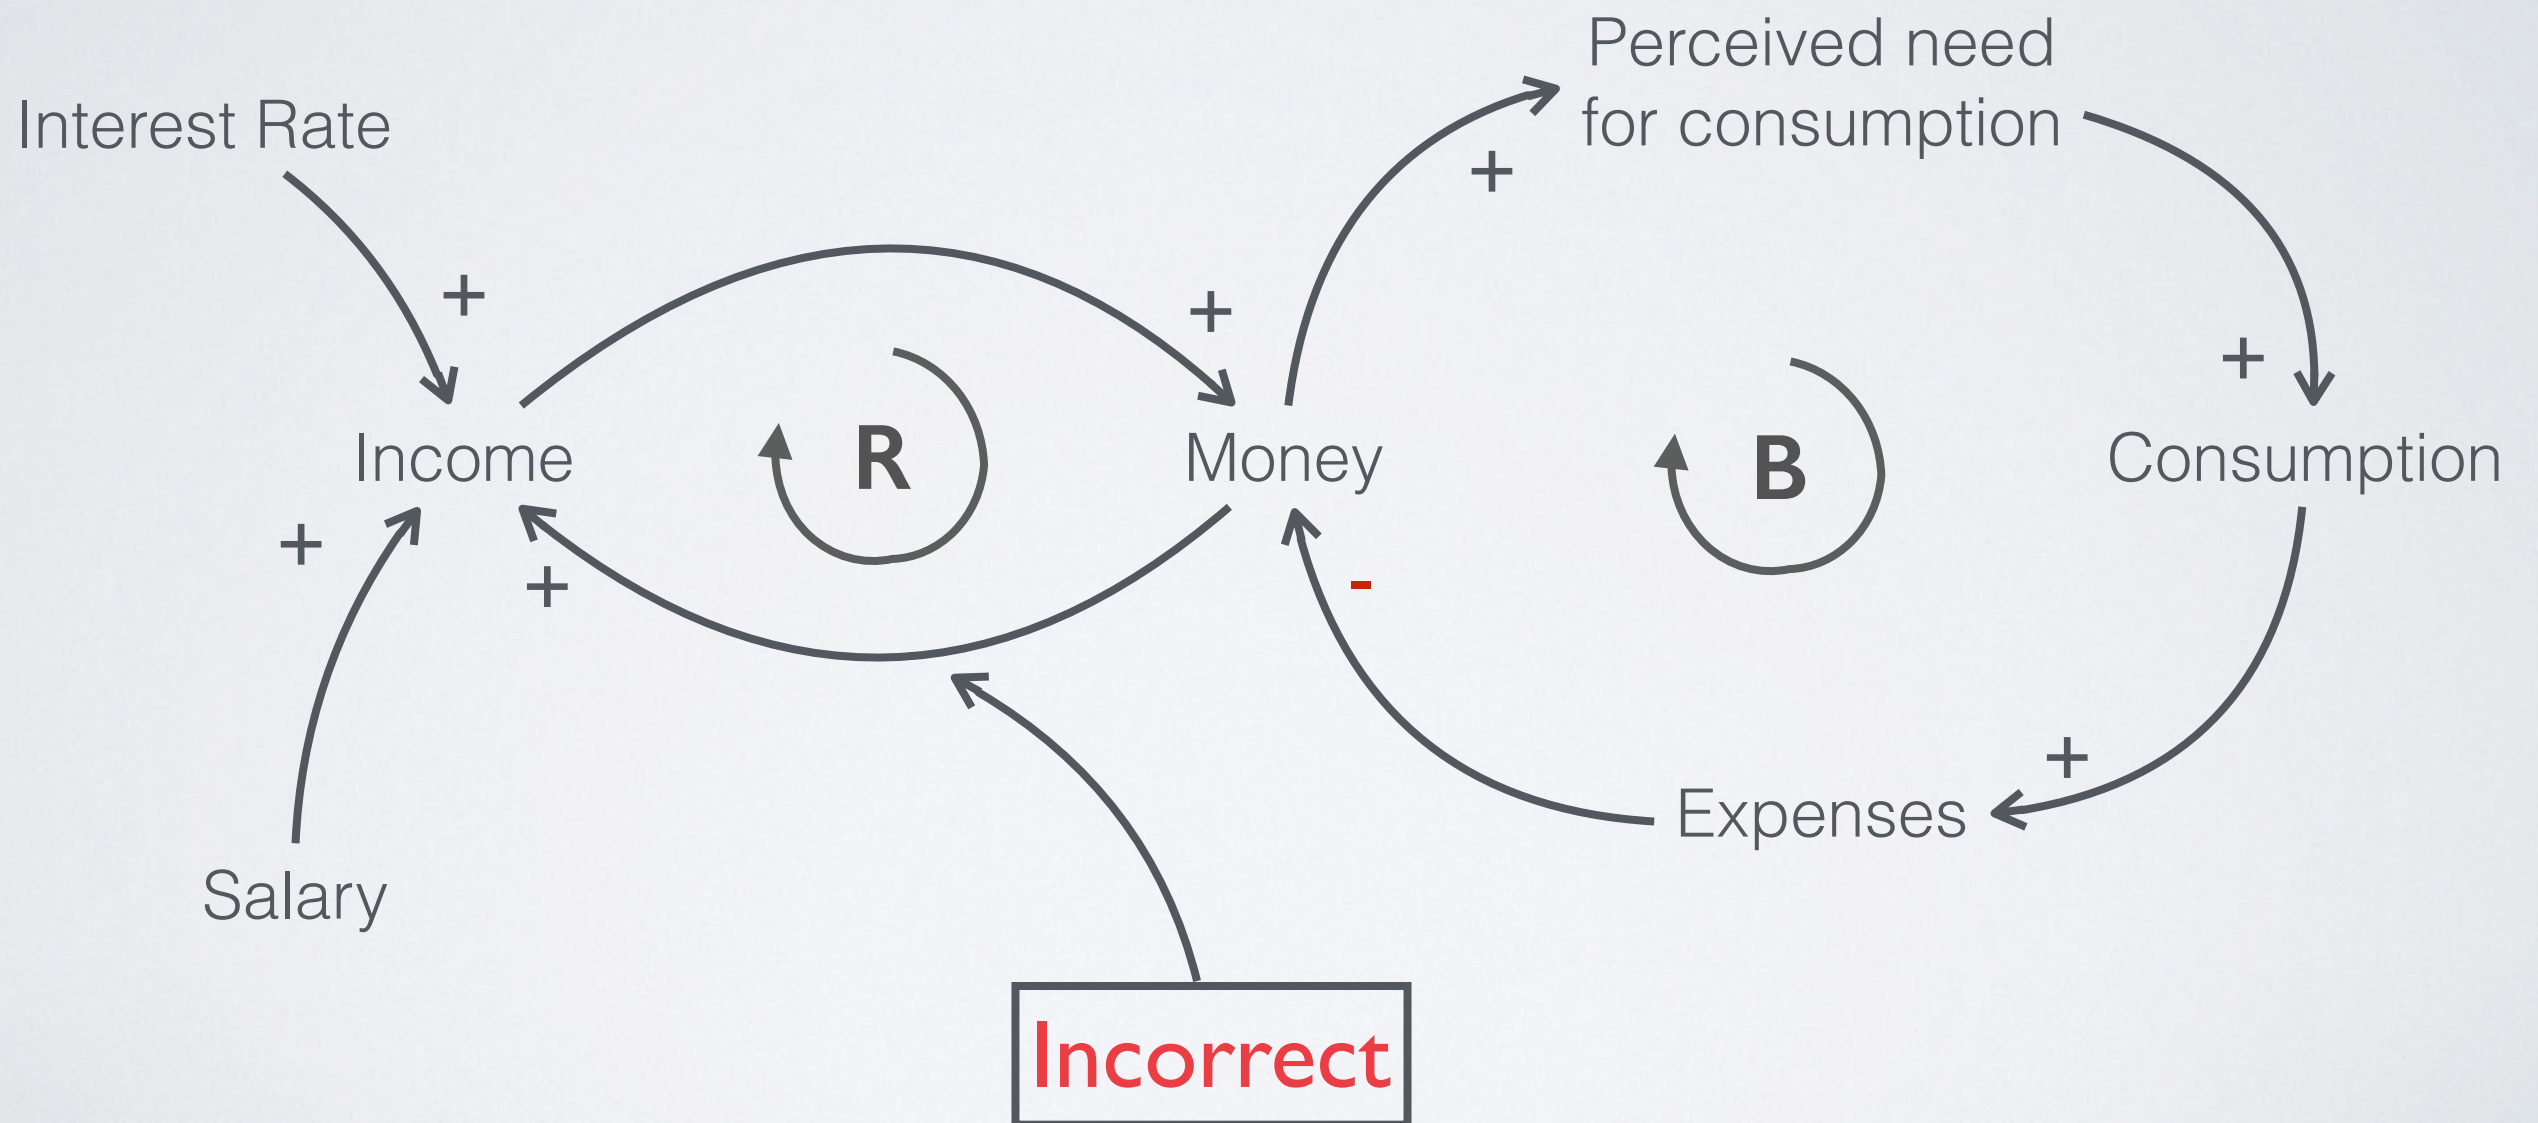 Perceived need
for consumption
Interest Rate
+
+
+
+
Income
R
Money
B
Consumption
+
+
-
+
Expenses
Salary
Incorrect